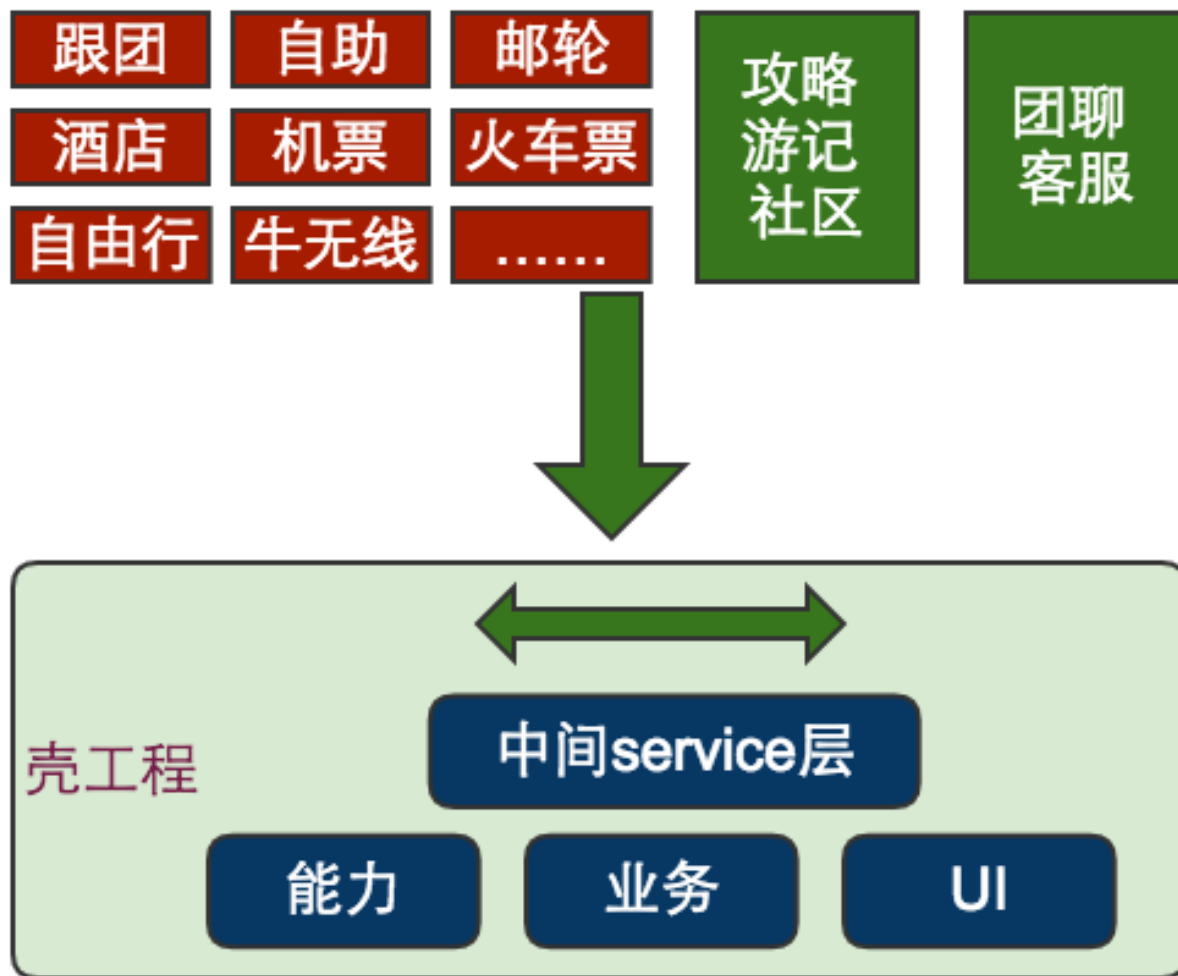 跟团
自助
邮轮
酒店
机票
火车票
自由行
牛无线
……
攻略
游记
社区
团聊
客服
壳工程
中间service层
能力
业务
UI